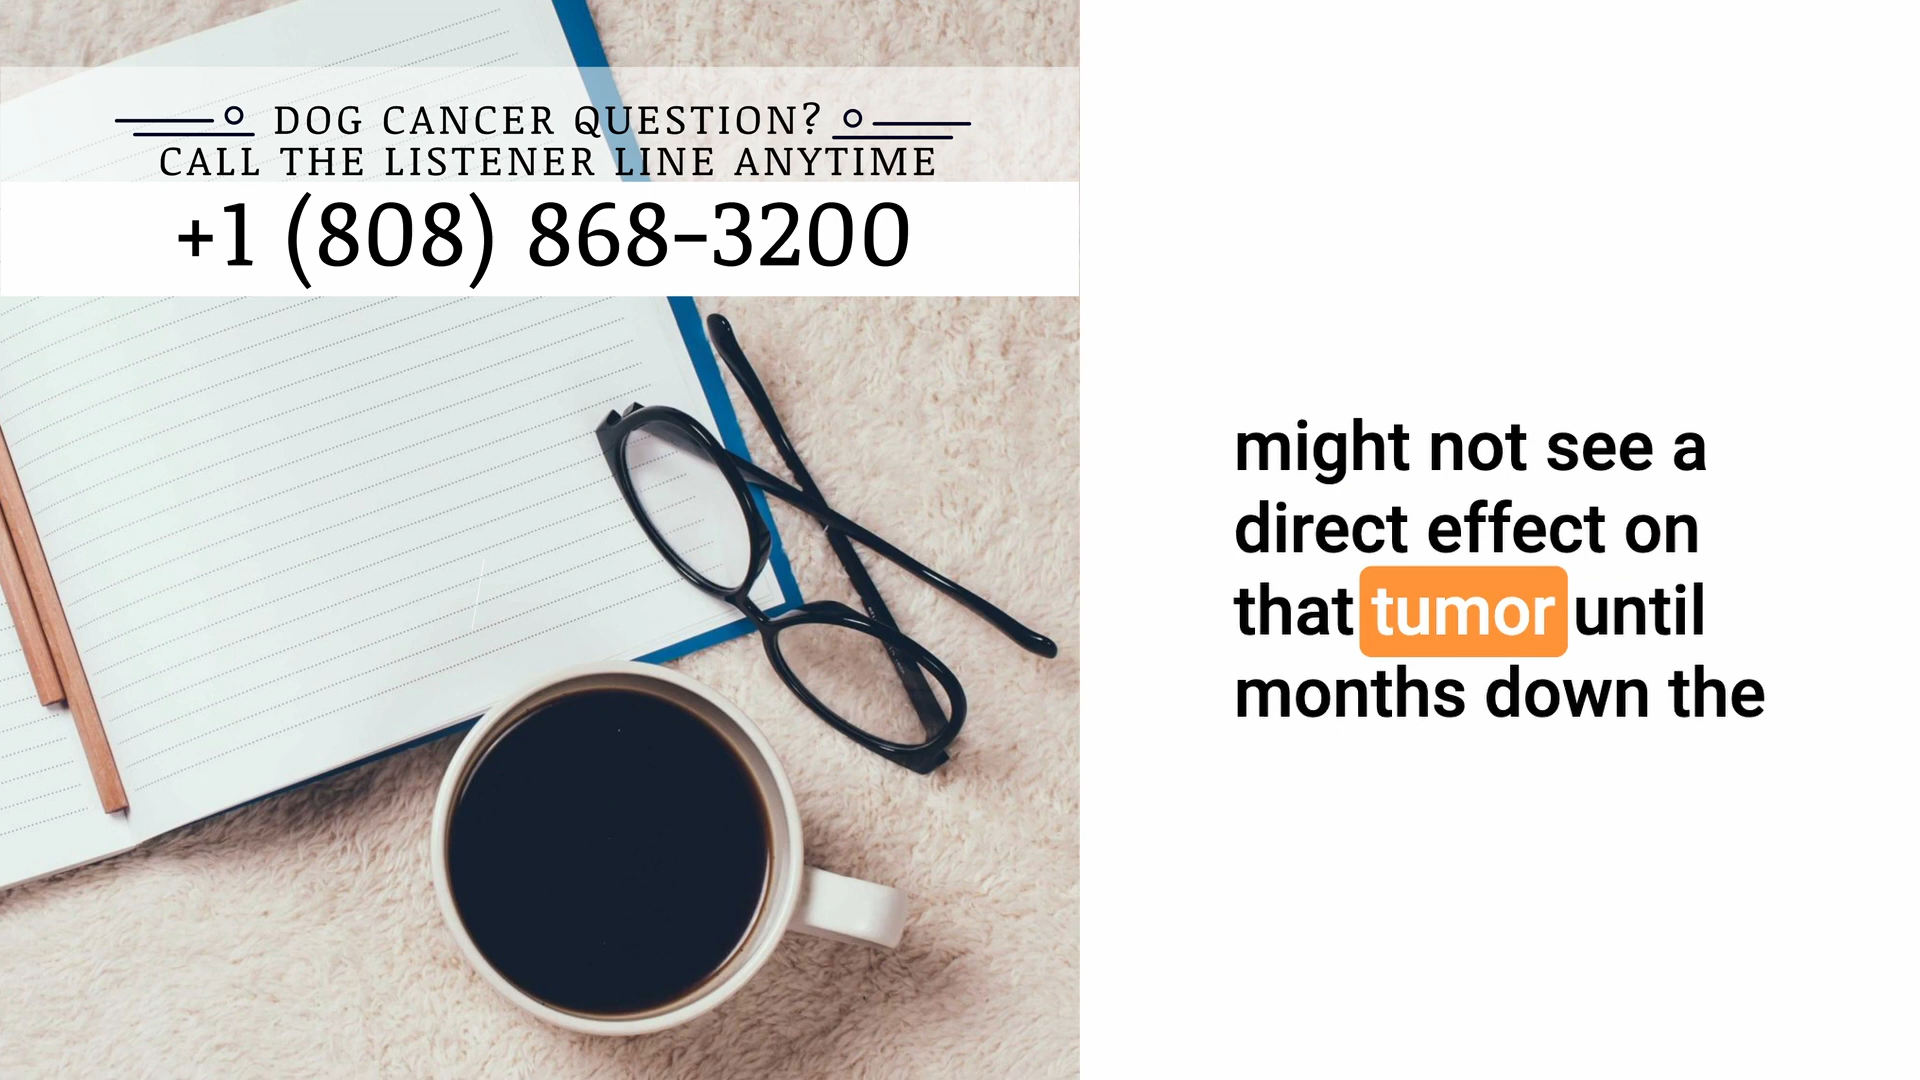 DOG CANCER QUESTION?
CALL THE LISTENER LINE ANYTIME
+1 (808) 868-3200
might not see a
direct effect on
that tumor until
months down the